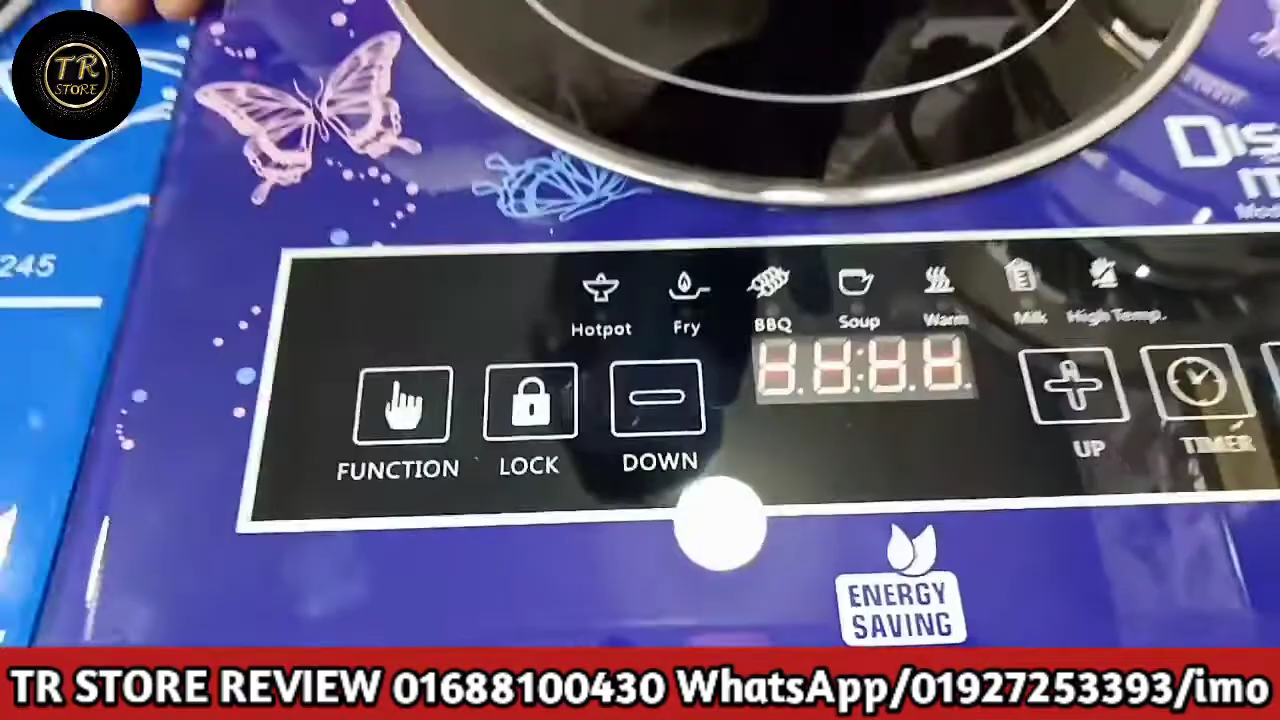 TR
STORE
245
Hotpot Fry BBQ Soup Warm Milk High Temp.
FUNCTION LOCK DOWN UP TIMER
ENERGY
SAVING
TR STORE REVIEW 01688100430 WhatsApp/01927253393/imo